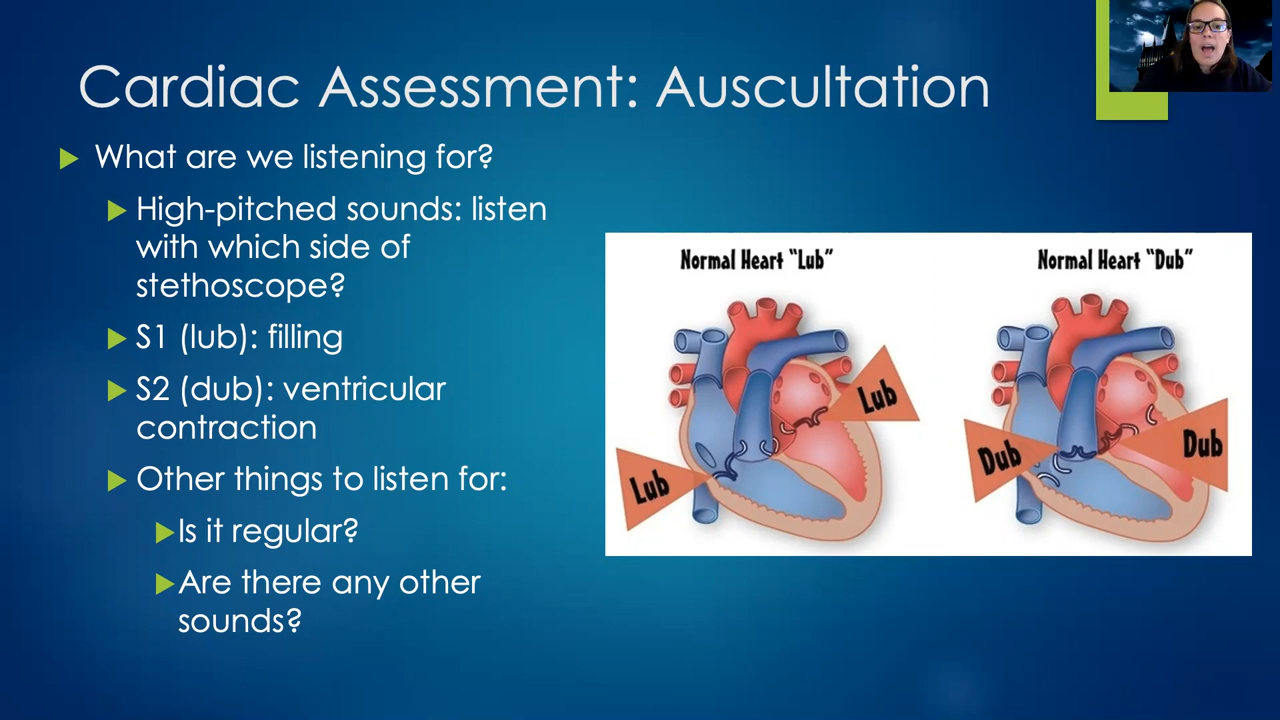 Cardiac Assessment: Auscultation
What are we listening for?
High-pitched sounds: listen
with which side of
stethoscope?
S1 (lub): filling
S2 (dub): ventricular
contraction
Other things to listen for:
Is it regular?
Are there any other
sounds?
Normal Heart “Lub”
Lub
Lub
Normal Heart “Dub”
Dub
Dub